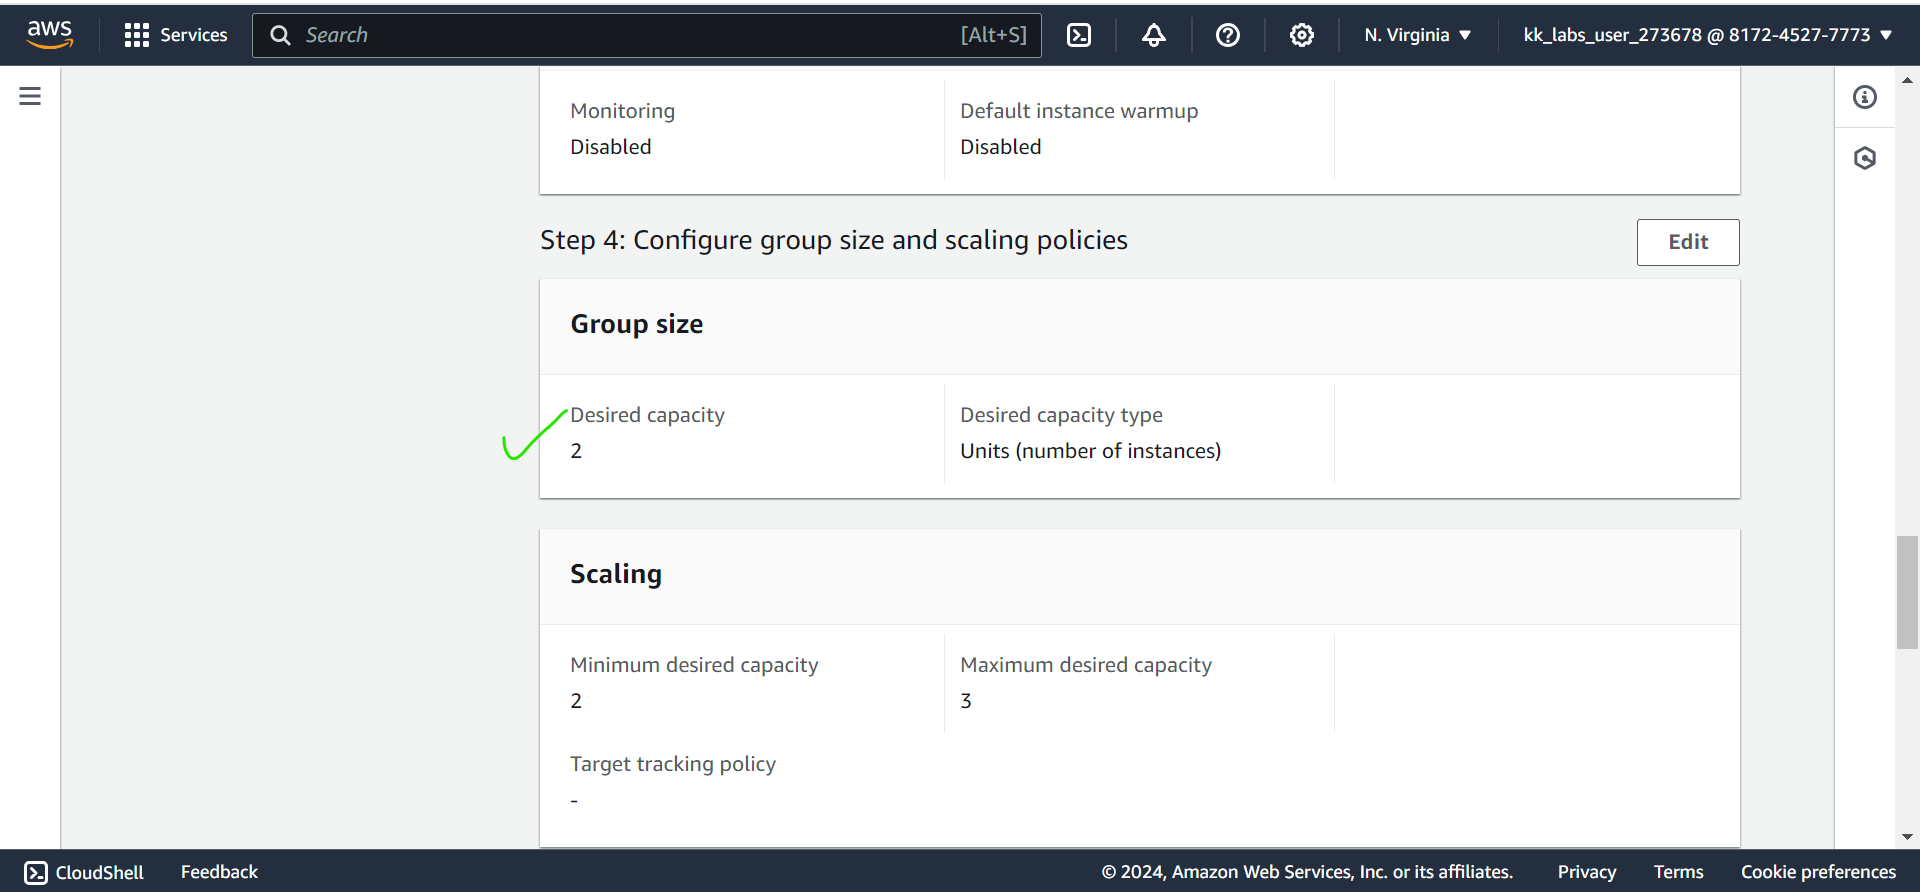 aws Services Search [Alt+S] N. Virginia kk_labs_user_273678 @ 8172-4527-7773
Monitoring Default instance warmup
Disabled Disabled
Step 4: Configure group size and scaling policies Edit
Group size
Desired capacity Desired capacity type
2 Units (number of instances)
Scaling
Minimum desired capacity Maximum desired capacity
2 3
Target tracking policy
-
CloudShell Feedback © 2024, Amazon Web Services, Inc. or its affiliates. Privacy Terms Cookie preferences